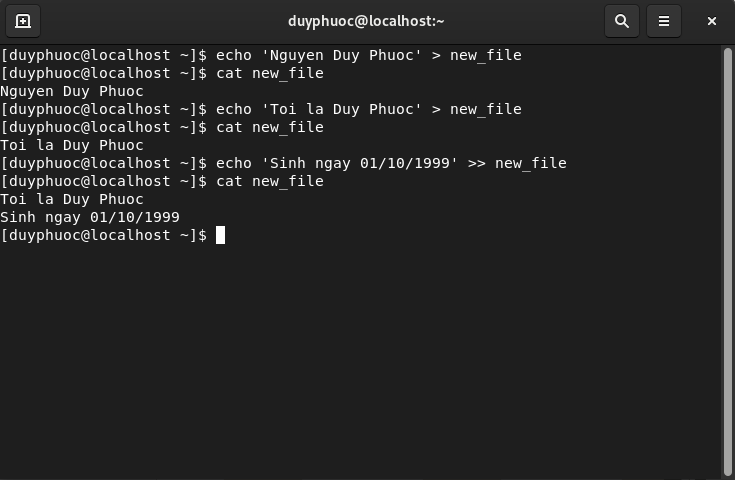 duyphuoc@localhost:~
[duyphuoc@localhost ~]$ echo 'Nguyen Duy Phuoc' > new_file
[duyphuoc@localhost ~]$ cat new_file
Nguyen Duy Phuoc
[duyphuoc@localhost ~]$ echo 'Toi la Duy Phuoc' > new_file
[duyphuoc@localhost ~]$ cat new_file
Toi la Duy Phuoc
[duyphuoc@localhost ~]$ echo 'Sinh ngay 01/10/1999' >> new_file
[duyphuoc@localhost ~]$ cat new_file
Toi la Duy Phuoc
Sinh ngay 01/10/1999
[duyphuoc@localhost ~]$